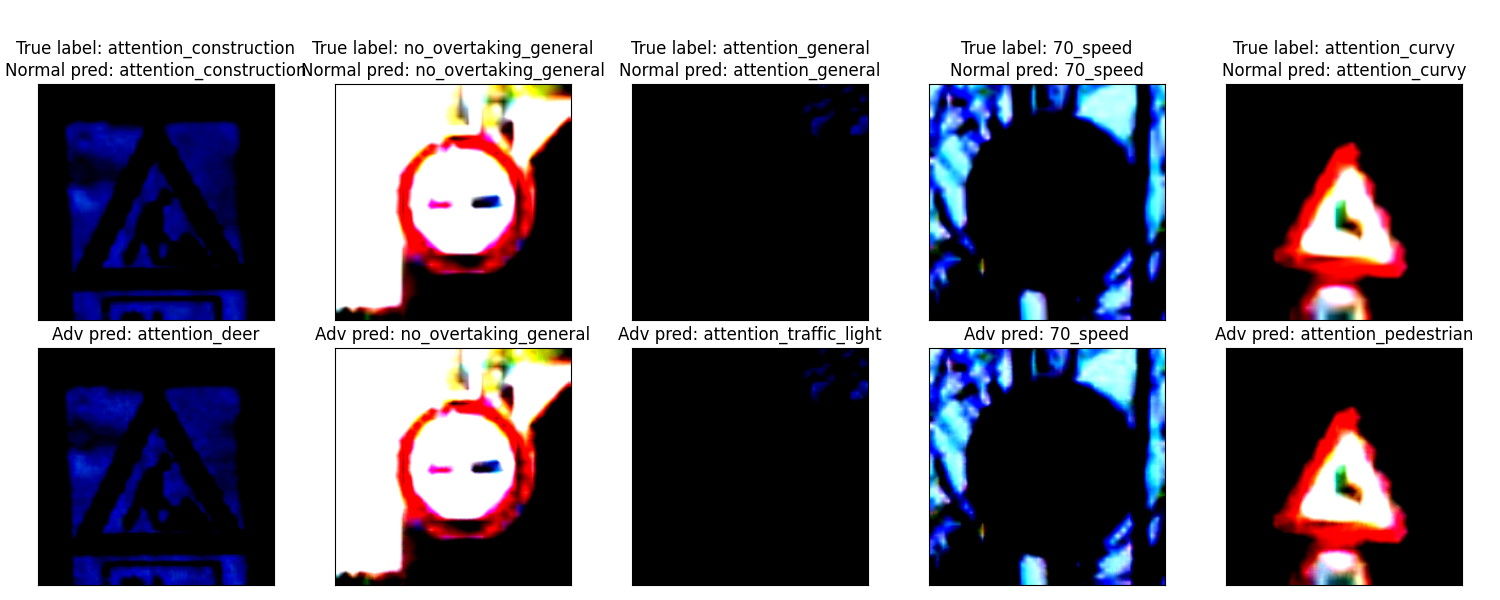 True label: attention_construction
Normal pred: attention_construction
True label: no_overtaking_general
Normal pred: no_overtaking_general
True label: attention_general
Normal pred: attention_general
True label: 70_speed
Normal pred: 70_speed
True label: attention_curvy
Normal pred: attention_curvy
Adv pred: attention_deer
Adv pred: no_overtaking_general
Adv pred: attention_traffic_light
Adv pred: 70_speed
Adv pred: attention_pedestrian